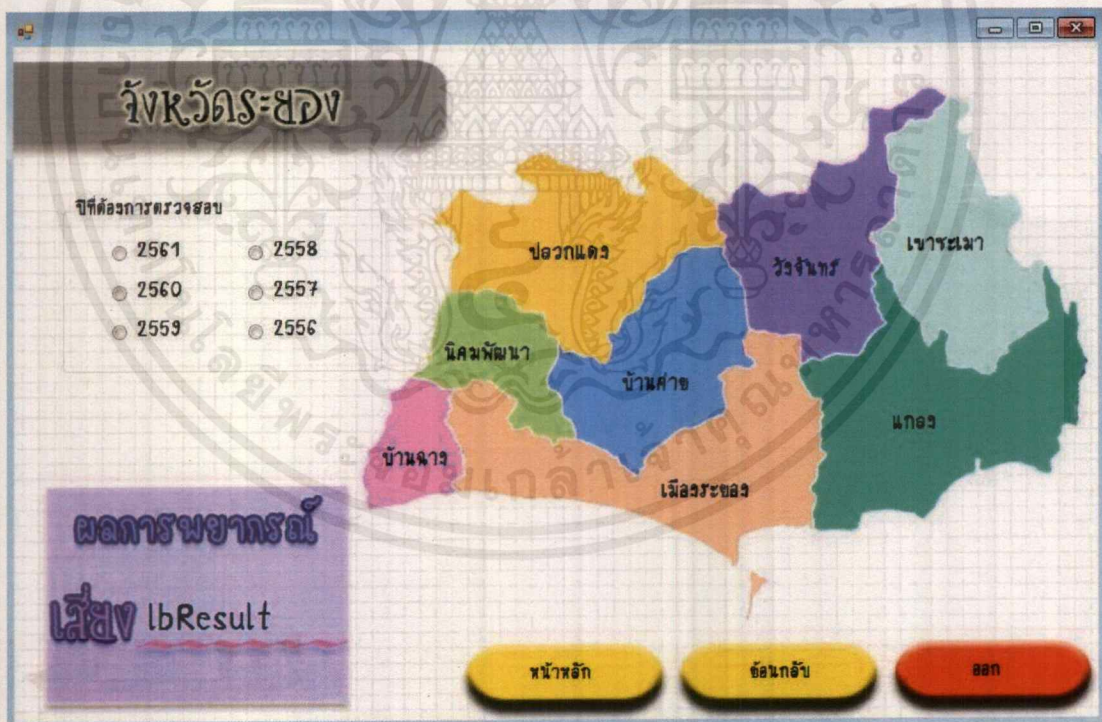 จังหวัดระยอง
ปีที่ต้องการตรวจสอบ
2561 2558
2560 2557
2559 2556
ปลวกแดง
วังจันทร์
เขาชะเมา
นิคมพัฒนา
บ้านค่าย
แกลง
บ้านฉาง
เมืองระยอง
ผลการพยากรณ์
เสี่ยง lbResult
หน้าหลัก
ย้อนกลับ
ออก